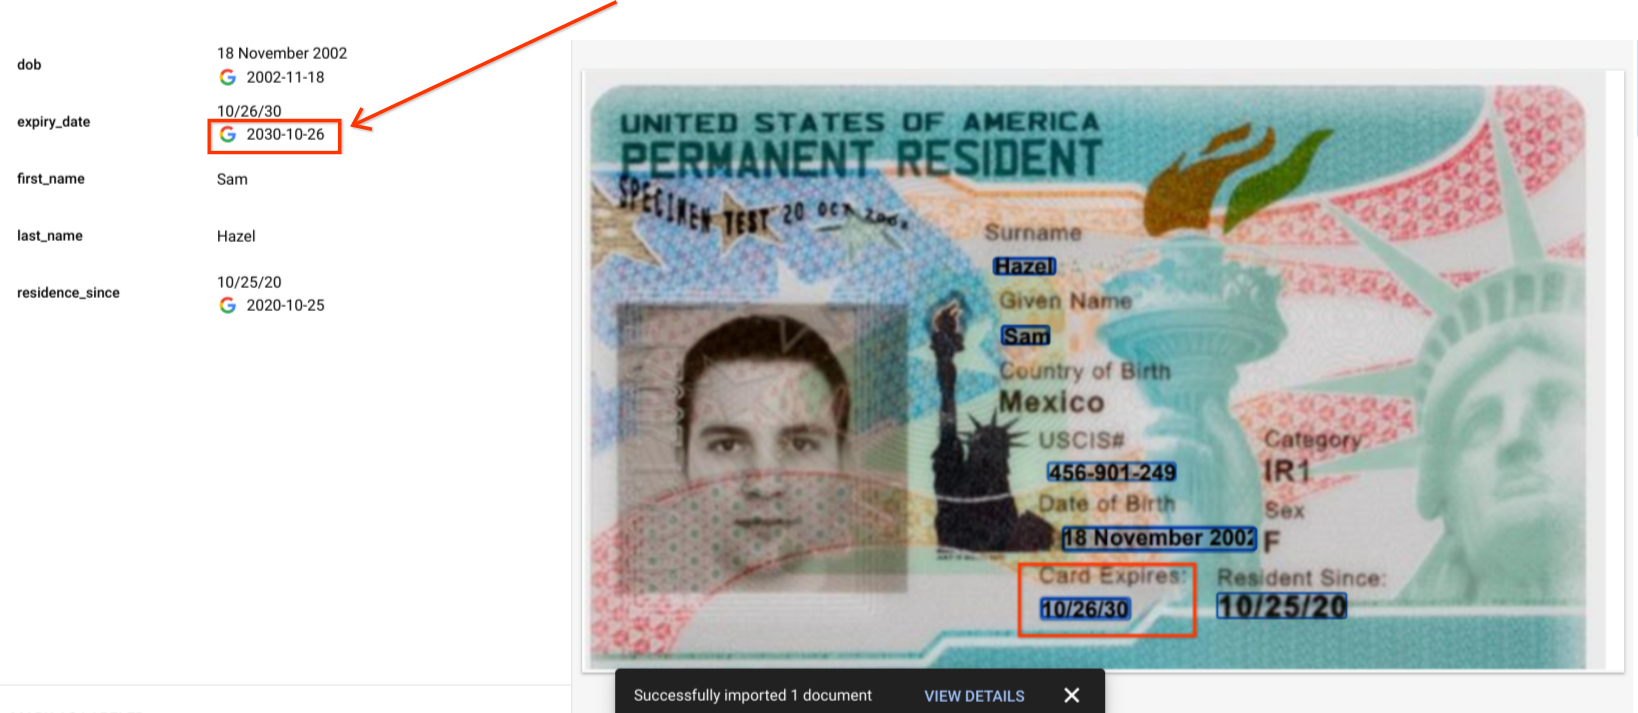 dob
18 November 2002
2002-11-18
expiry_date
10/26/30
2030-10-26
first_name
Sam
last_name
Hazel
residence_since
10/25/20
2020-10-25
UNITED STATES OF AMERICA
PERMANENT RESIDENT
SPECIMEN TEST 20 OCT
Surname
Hazel
Given Name
Sam
Country of Birth
Mexico
USCIS#
456-901-249
Category
IR1
Date of Birth
18 November 2002
Sex
F
Card Expires:
10/26/30
Resident Since:
10/25/20
Successfully imported 1 document
VIEW DETAILS